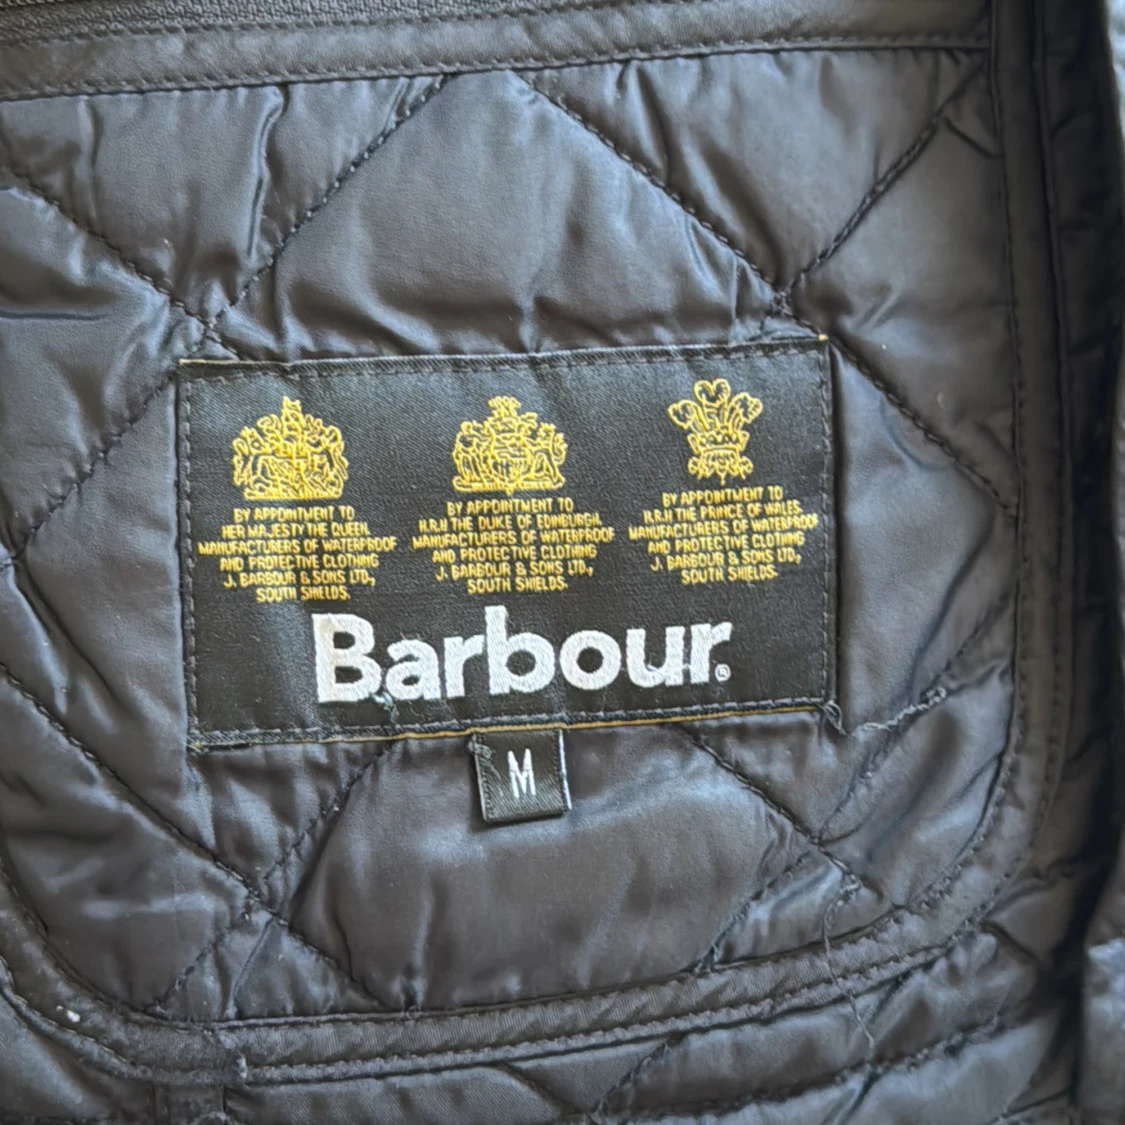 BY APPOINTMENT TO
HER MAJESTY THE QUEEN.
MANUFACTURERS OF WATERPROOF
AND PROTECTIVE CLOTHING
J. BARBOUR & SONS LTD.,
SOUTH SHIELDS.
BY APPOINTMENT TO
H.R.H THE DUKE OF EDINBURGH.
MANUFACTURERS OF WATERPROOF
AND PROTECTIVE CLOTHING
J. BARBOUR & SONS LTD.,
SOUTH SHIELDS.
BY APPOINTMENT TO
H.R.H THE PRINCE OF WALES.
MANUFACTURERS OF WATERPROOF
AND PROTECTIVE CLOTHING
J. BARBOUR & SONS LTD.,
SOUTH SHIELDS.
Barbour®
M